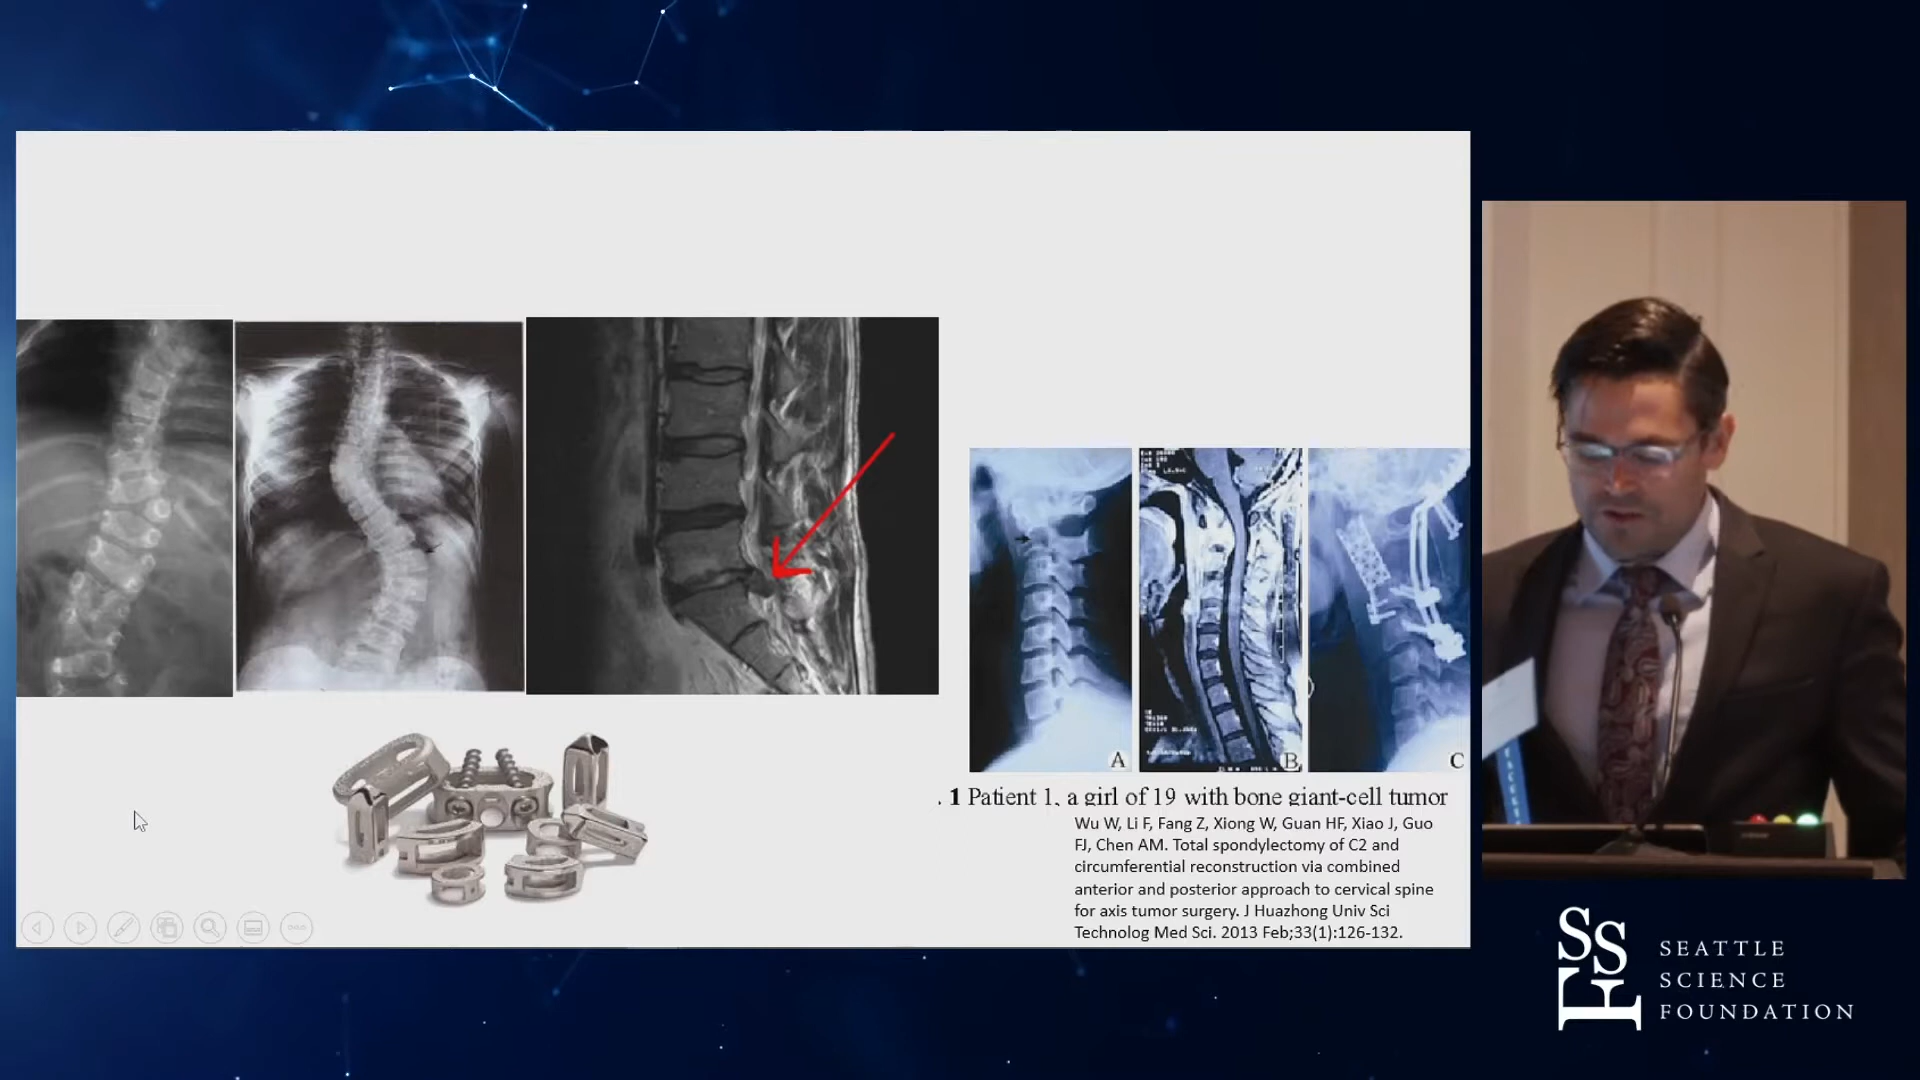 A
B
C
. 1 Patient 1, a girl of 19 with bone giant-cell tumor
Wu W, Li F, Fang Z, Xiong W, Guan HF, Xiao J, Guo
FJ, Chen AM. Total spondylectomy of C2 and
circumferential reconstruction via combined
anterior and posterior approach to cervical spine
for axis tumor surgery. J Huazhong Univ Sci
Technolog Med Sci. 2013 Feb;33(1):126-132.
SSF
SEATTLE
SCIENCE
FOUNDATION